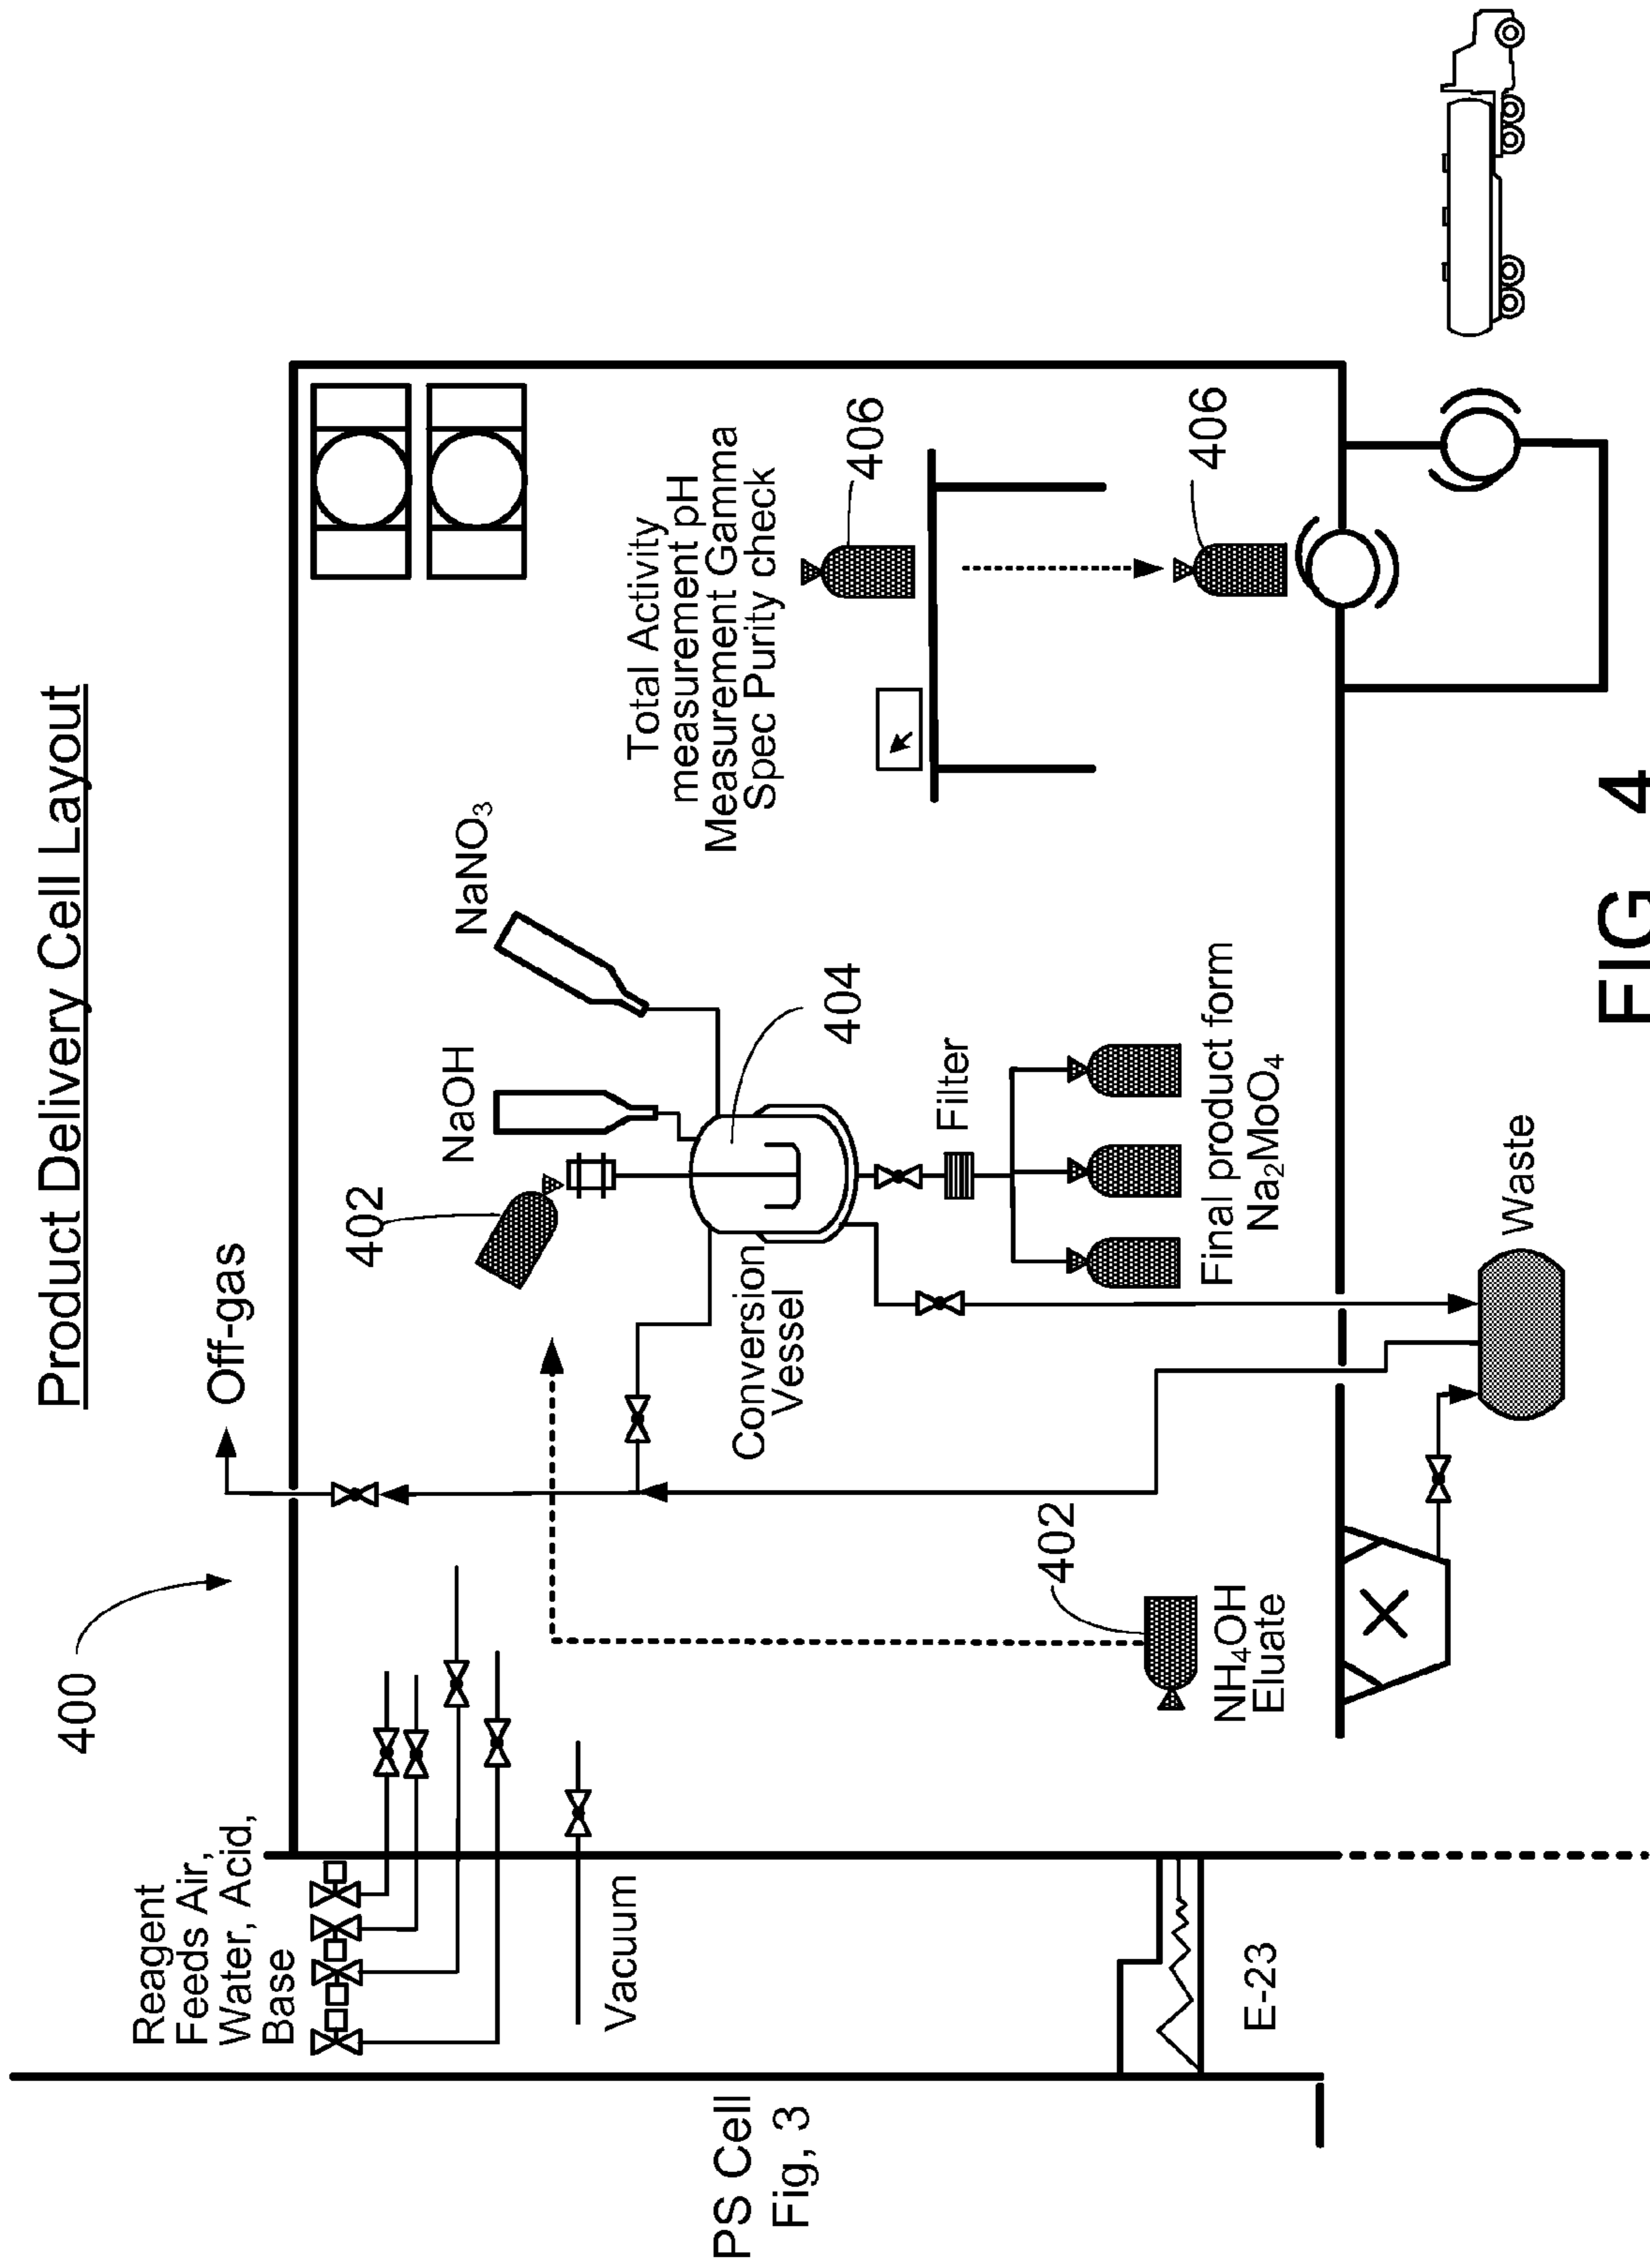 Product Delivery Cell Layout
400
Off-gas
Reagent
Feeds Air,
Water, Acid,
Base
Vacuum
402
NaOH
NaNO₃
Conversion
Vessel
404
Total Activity
measurement pH
Measurement Gamma
Spec Purity check
406
PS Cell
Fig, 3
Filter
402
406
NH₄OH
Eluate
E-23
Final product form
Na₂MoO₄
Waste
FIG 4